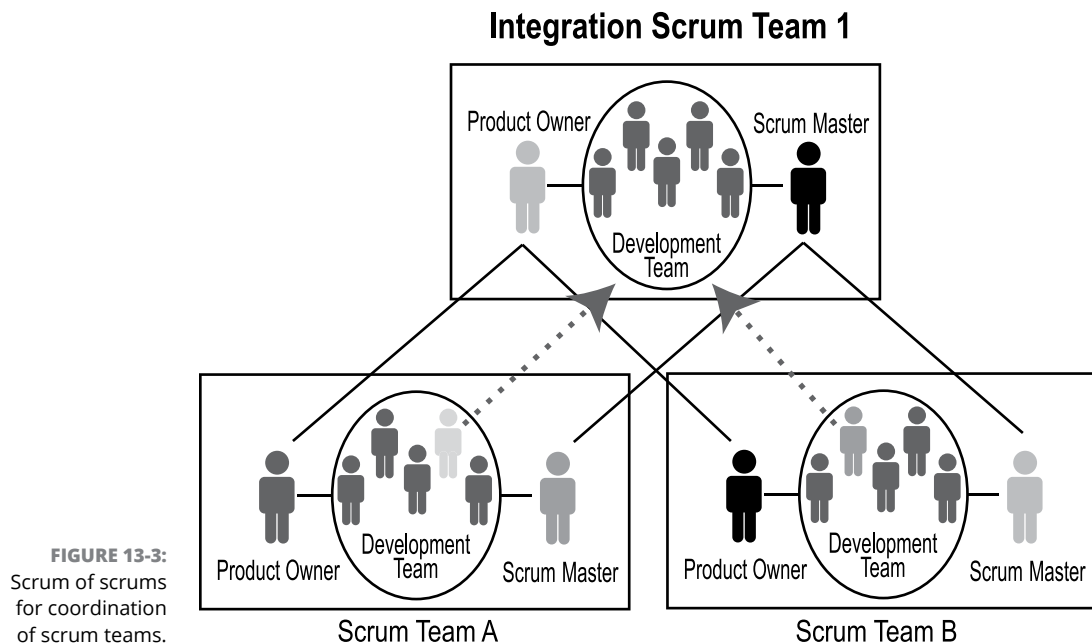 Integration Scrum Team 1
Product Owner
Scrum Master
Development
Team
Product Owner
Development
Team
Scrum Master
Product Owner
Development
Team
Scrum Master
Scrum Team A
Scrum Team B
FIGURE 13-3:
Scrum of scrums
for coordination
of scrum teams.